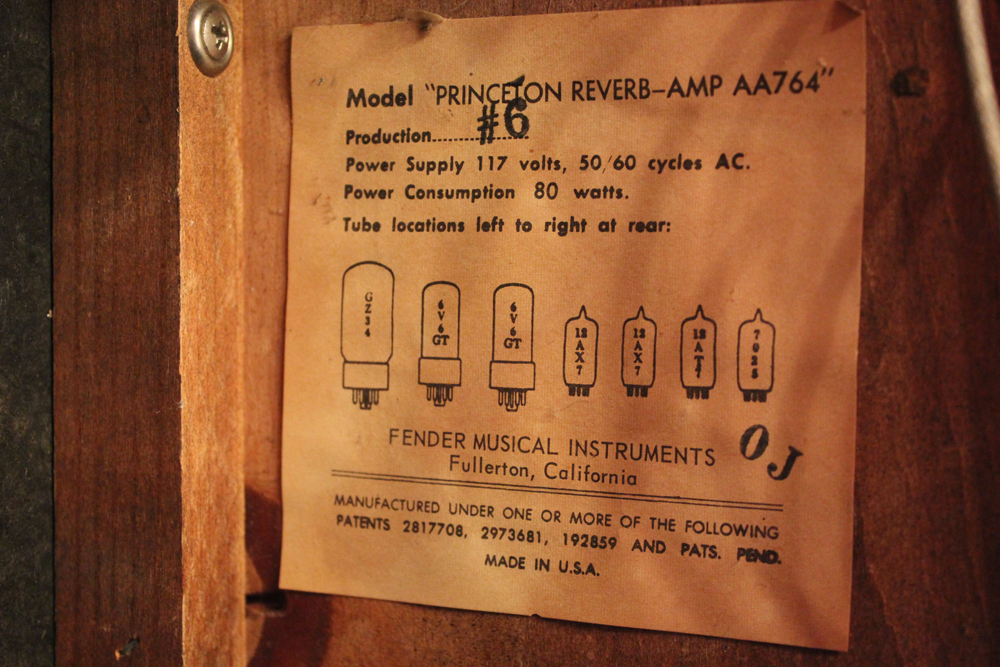 Model "PRINCETON REVERB-AMP AA764"
Production........#6
Power Supply 117 volts, 50/60 cycles AC.
Power Consumption 80 watts.
Tube locations left to right at rear:
GZ34 6V6GT 6V6GT 12AX7 12AX7 12AT7 7025
FENDER MUSICAL INSTRUMENTS
Fullerton, California
OJ
MANUFACTURED UNDER ONE OR MORE OF THE FOLLOWING
PATENTS 2817708, 2973681, 192859 AND PATS. PEND.
MADE IN U.S.A.